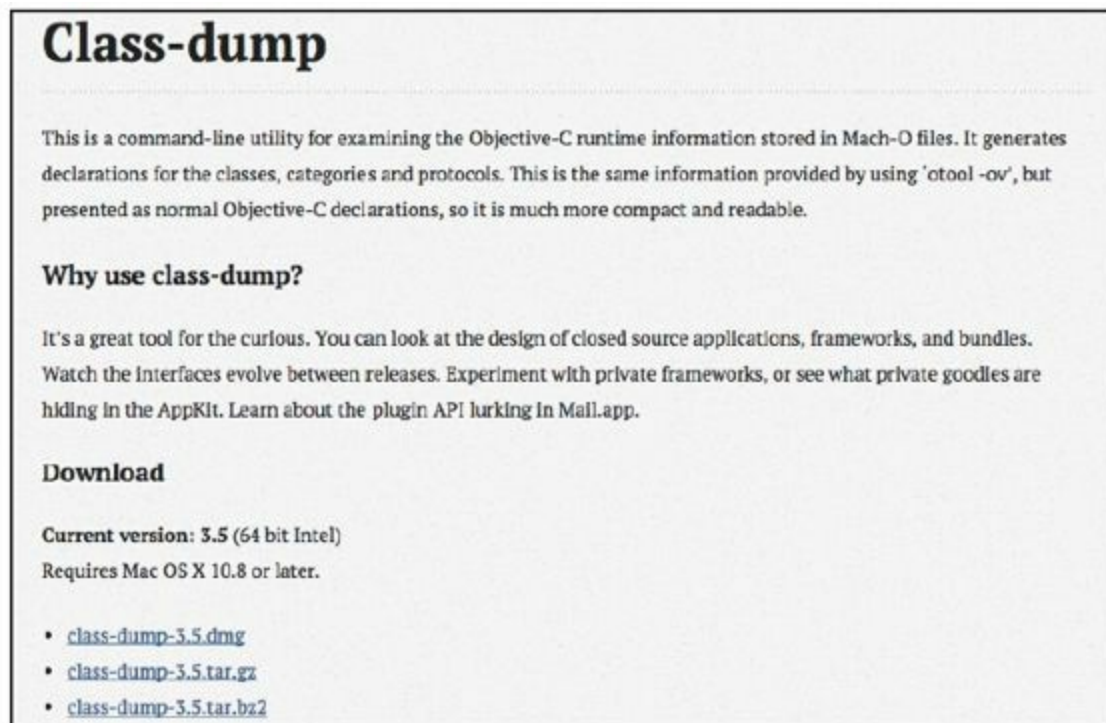 Class-dump
This is a command-line utility for examining the Objective-C runtime information stored in Mach-O files. It generates
declarations for the classes, categories and protocols. This is the same information provided by using 'otool -ov', but
presented as normal Objective-C declarations, so it is much more compact and readable.
Why use class-dump?
It's a great tool for the curious. You can look at the design of closed source applications, frameworks, and bundles.
Watch the interfaces evolve between releases. Experiment with private frameworks, or see what private goodies are
hiding in the AppKit. Learn about the plugin API lurking in Mail.app.
Download
Current version: 3.5 (64 bit Intel)
Requires Mac OS X 10.8 or later.
• class-dump-3.5.dmg
• class-dump-3.5.tar.gz
• class-dump-3.5.tar.bz2